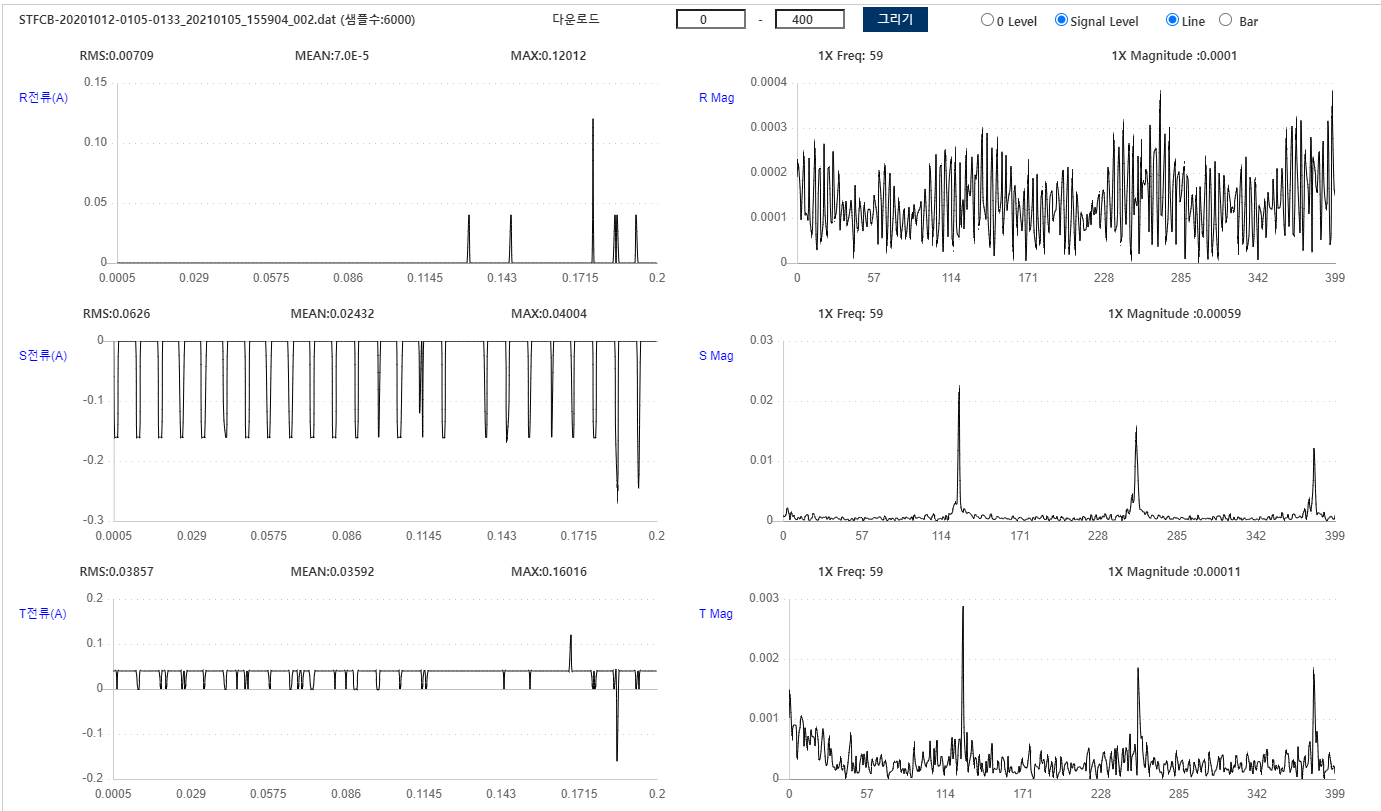 STFCB-20201012-0105-0133_20210105_155904_002.dat (샘플수:6000) 다운로드 0 - 400 그리기 0 Level Signal Level Line Bar
RMS:0.00709 MEAN:7.0E-5 MAX:0.12012 1X Freq: 59 1X Magnitude :0.0001
R전류(A)
0.15
0.10
0.05
0
0.0005 0.029 0.0575 0.086 0.1145 0.143 0.1715 0.2
R Mag
0.0004
0.0003
0.0002
0.0001
0
0 57 114 171 228 285 342 399
RMS:0.0626 MEAN:0.02432 MAX:0.04004 1X Freq: 59 1X Magnitude :0.00059
S전류(A)
0
-0.1
-0.2
-0.3
0.0005 0.029 0.0575 0.086 0.1145 0.143 0.1715 0.2
S Mag
0.03
0.02
0.01
0
0 57 114 171 228 285 342 399
RMS:0.03857 MEAN:0.03592 MAX:0.16016 1X Freq: 59 1X Magnitude :0.00011
T전류(A)
0.2
0.1
0
-0.1
-0.2
0.0005 0.029 0.0575 0.086 0.1145 0.143 0.1715 0.2
T Mag
0.003
0.002
0.001
0
0 57 114 171 228 285 342 399